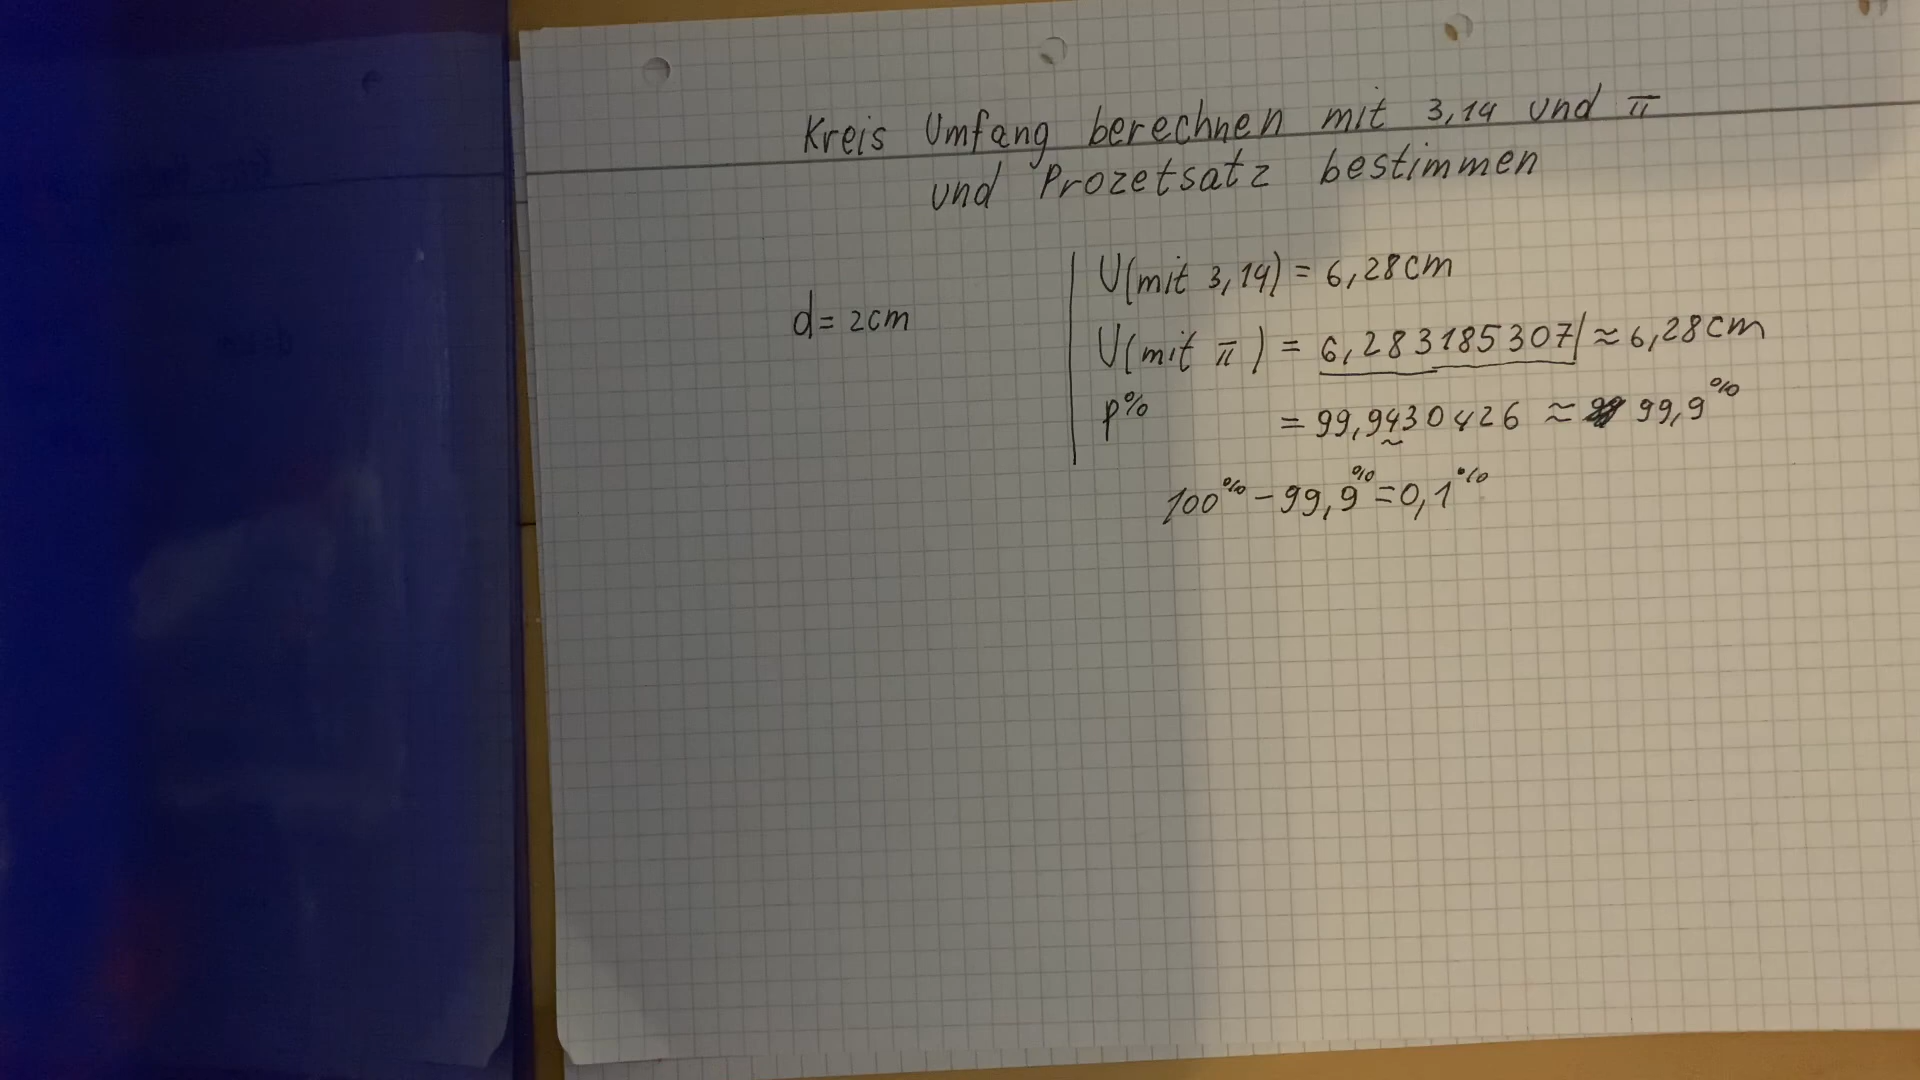 Kreis Umfang berechnen mit 3,14 und π
und Prozetsatz bestimmen
U(mit 3,14) = 6,28cm
d = 2cm
U(mit π) = 6,283185307 ≈ 6,28cm
p% = 99,9430426 ≈ 99,9%
100% - 99,9% = 0,1%